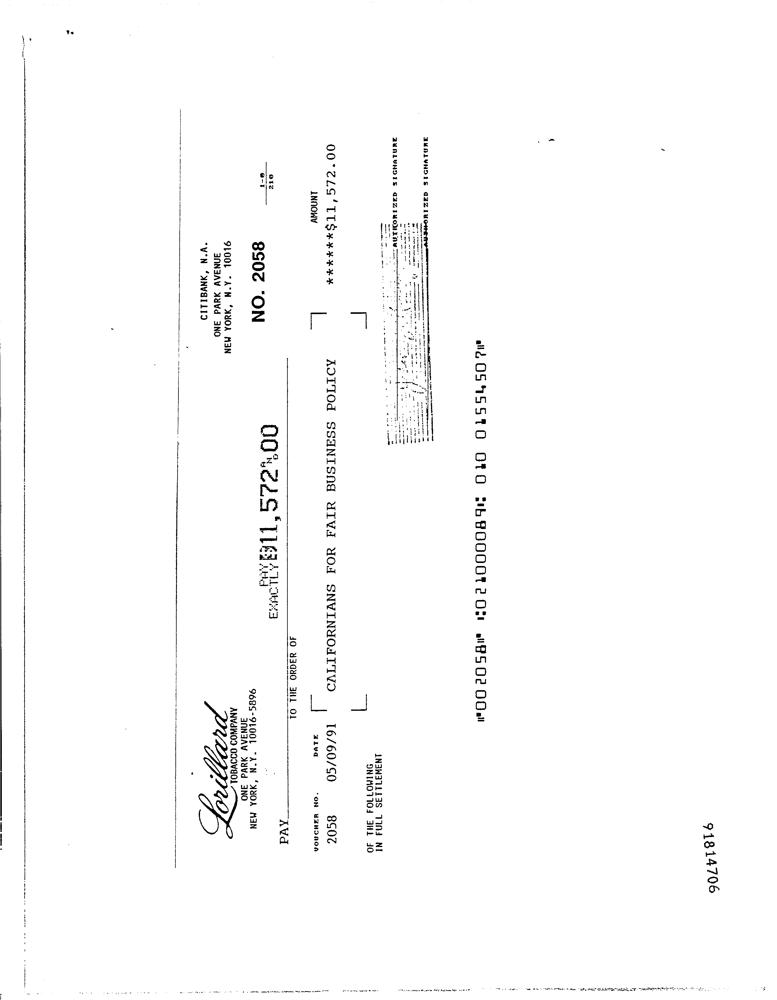 Lorillard
TOBACCO COMPANY
ONE PARK AVENUE
NEW YORK, N.Y. 10016-5896
CITIBANK, N.A.
ONE PARK AVENUE
NEW YORK, N.Y. 10016
NO. 2058
1-8
210
PAY
EXACTLY $11,572 AND 00
PAY
TO THE ORDER OF
VOUCHER NO. DATE AMOUNT
2058 05/09/91 CALIFORNIANS FOR FAIR BUSINESS POLICY ******$11,572.00
OF THE FOLLOWING
IN FULL SETTLEMENT
AUTHORIZED SIGNATURE
AUTHORIZED SIGNATURE
⑈002058⑈ ⑆021000089⑆ 010 01554507⑈
91814706